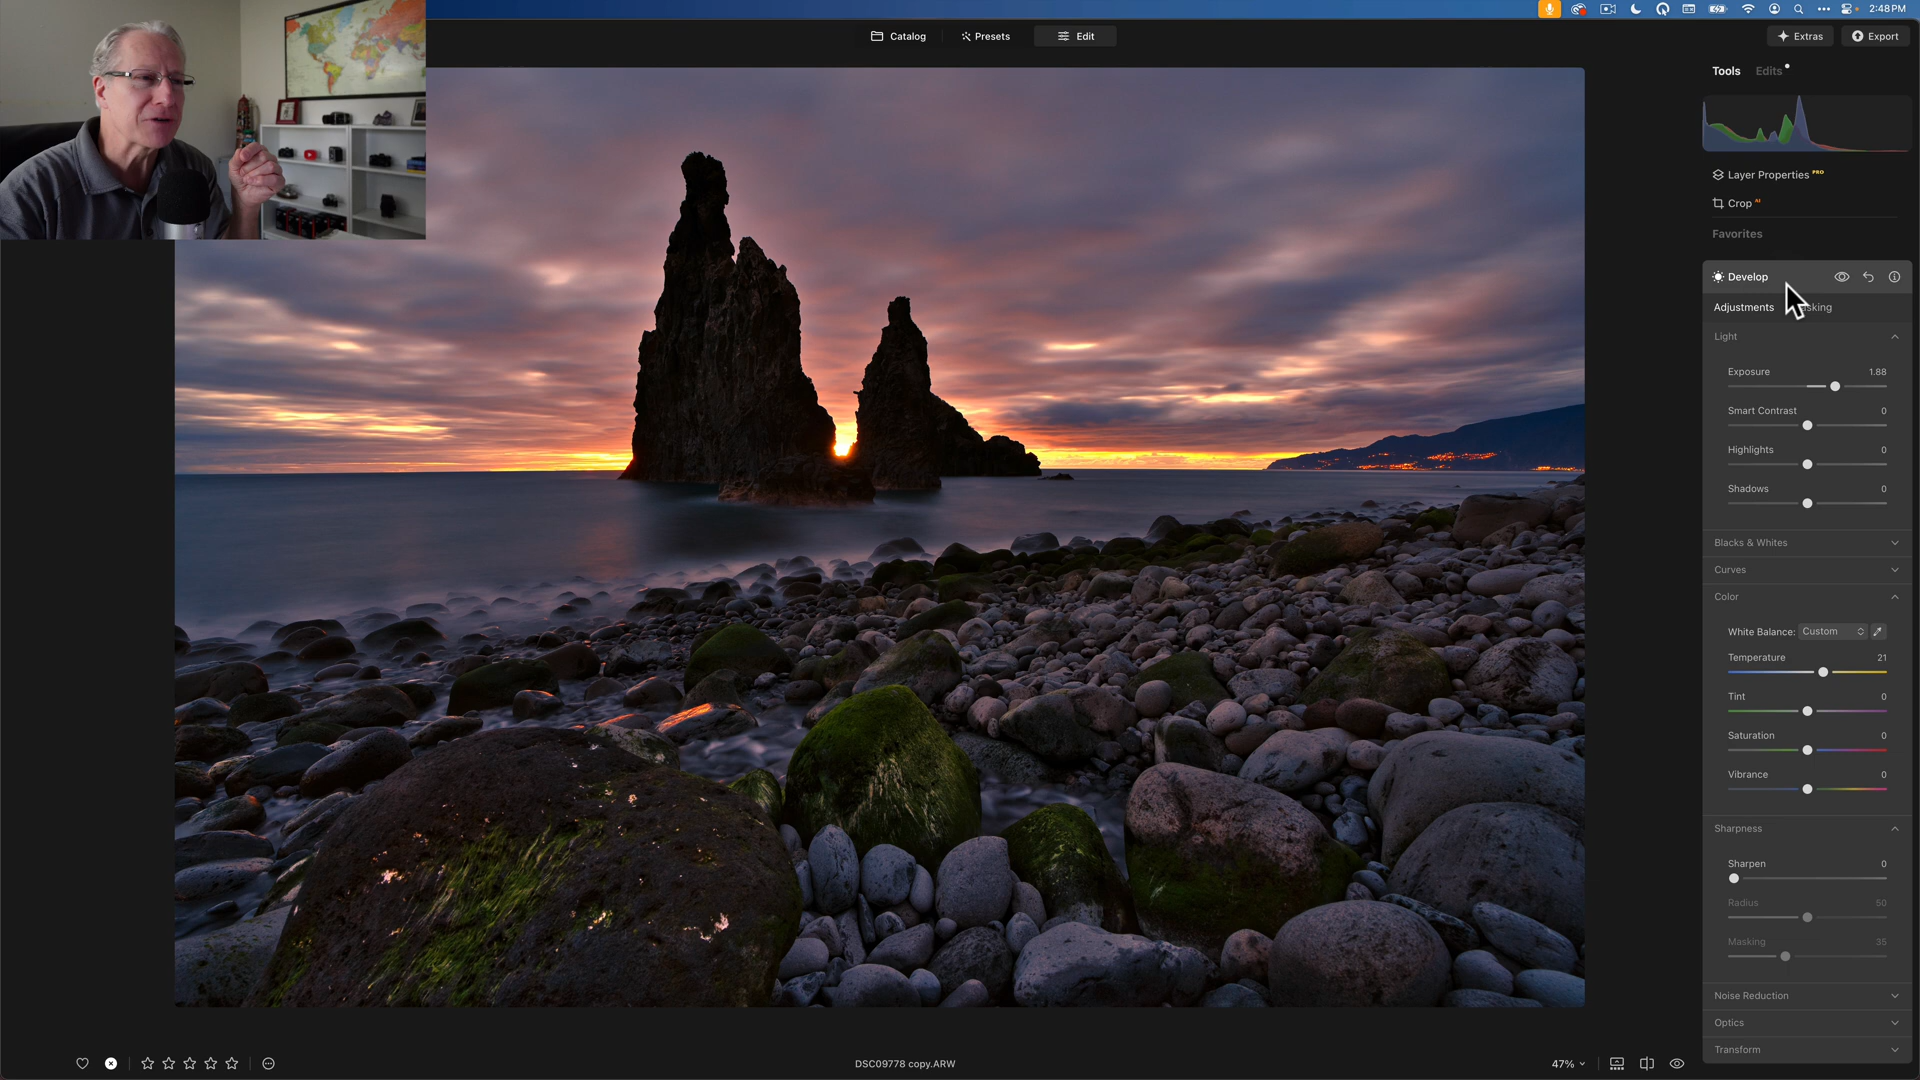 2:48 PM
Catalog
Presets
Edit
Extras
Export
Tools
Edits
Layer Properties PRO
Crop AI
Favorites
Develop
Adjustments
sking
Light
Exposure 1.88
Smart Contrast 0
Highlights 0
Shadows 0
Blacks & Whites
Curves
Color
White Balance: Custom
Temperature 21
Tint 0
Saturation 0
Vibrance 0
Sharpness
Sharpen 0
Radius 50
Masking 35
Noise Reduction
Optics
Transform
DSC09778 copy.ARW
47%